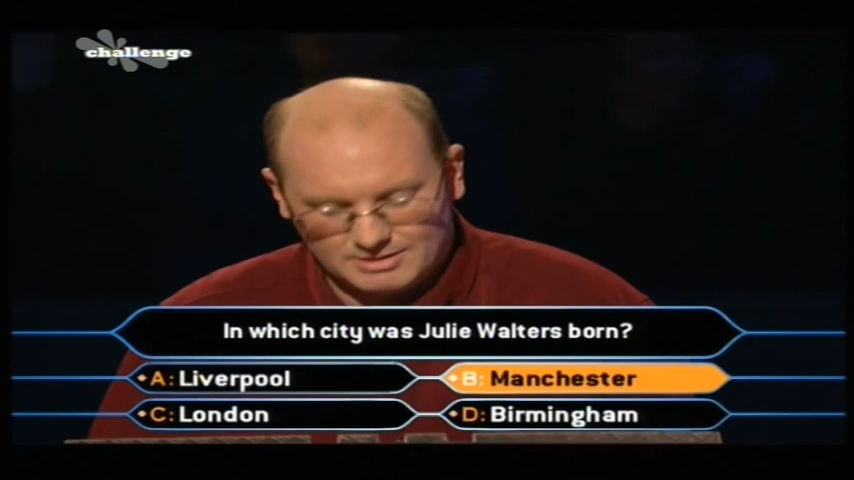 challenge
In which city was Julie Walters born?
A: Liverpool
B: Manchester
C: London
D: Birmingham